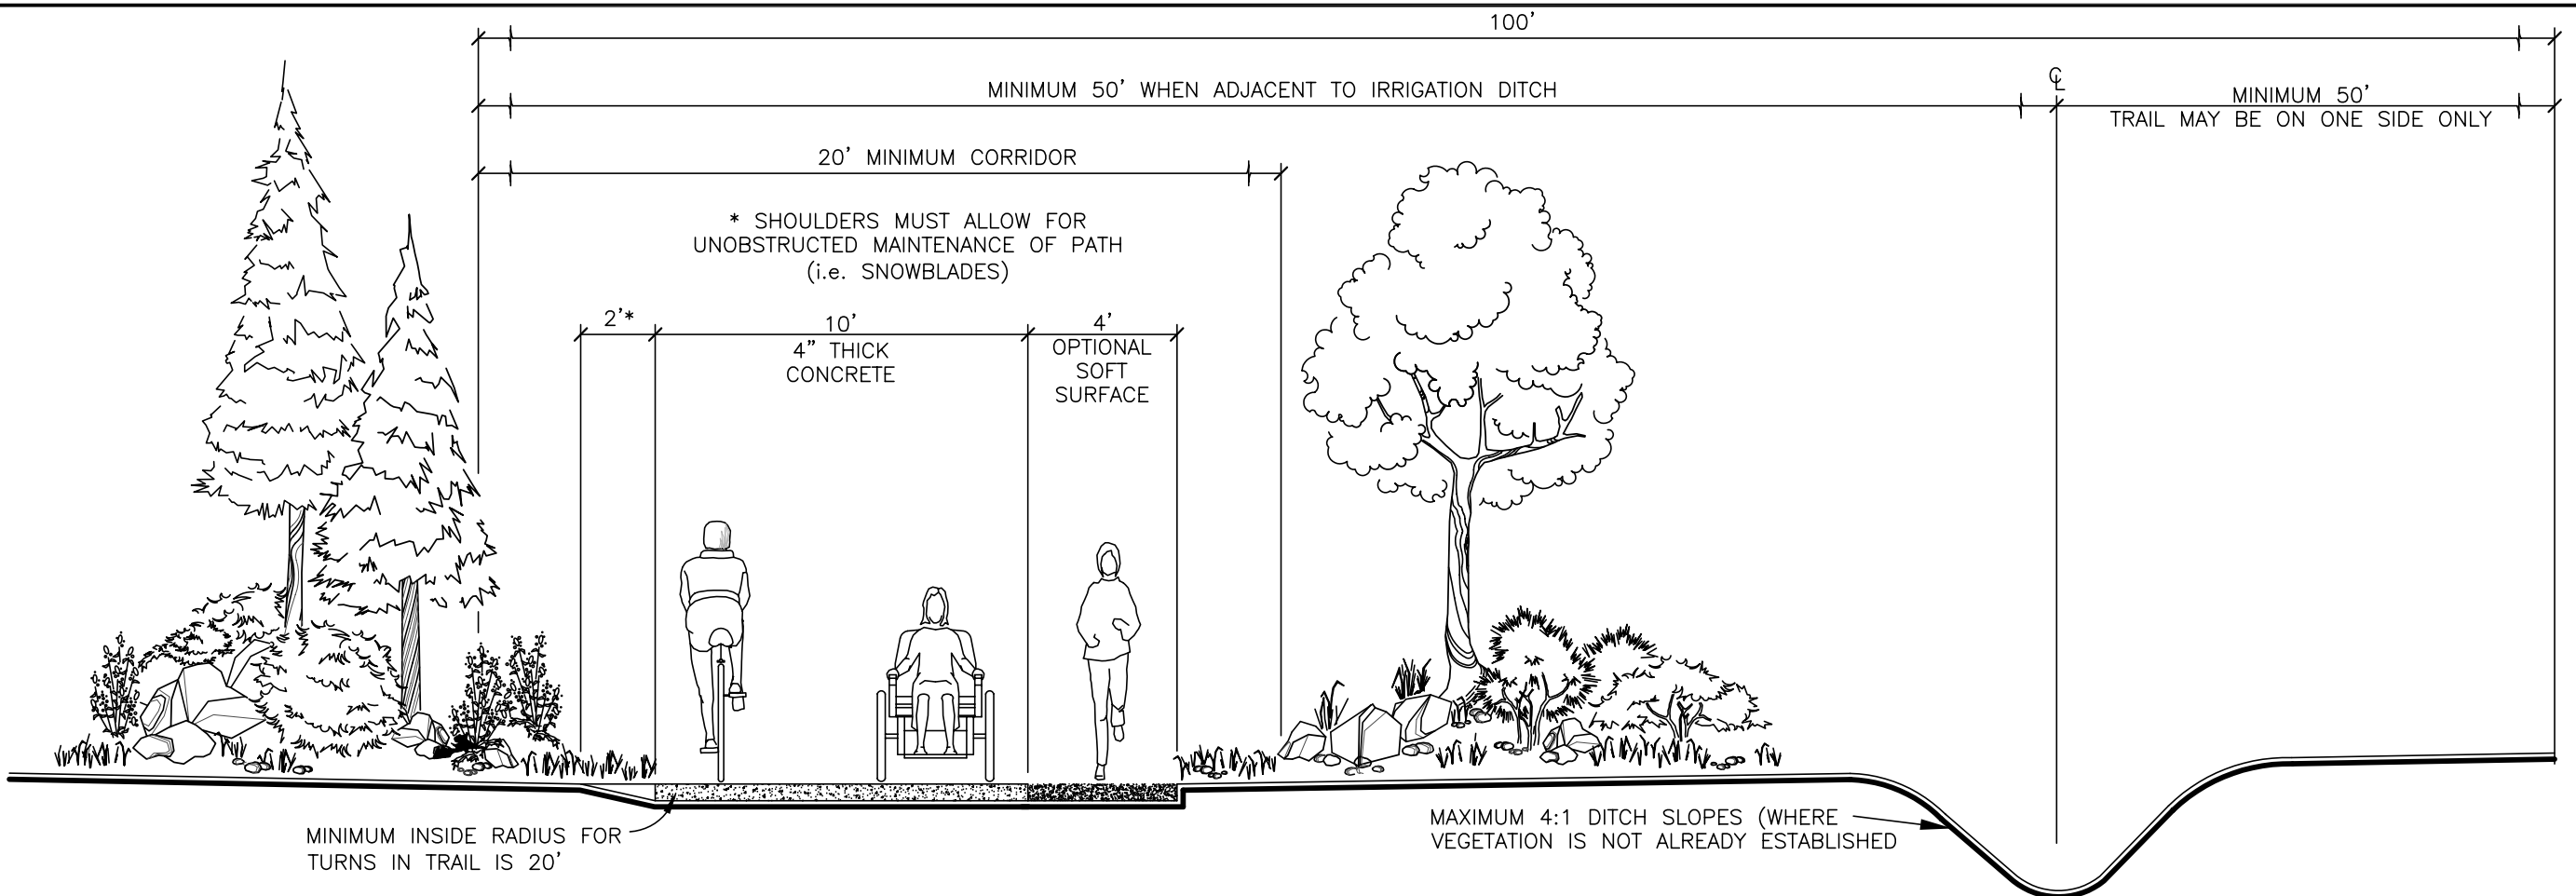 100'
MINIMUM 50' WHEN ADJACENT TO IRRIGATION DITCH
℄
MINIMUM 50'
TRAIL MAY BE ON ONE SIDE ONLY
20' MINIMUM CORRIDOR
* SHOULDERS MUST ALLOW FOR
UNOBSTRUCTED MAINTENANCE OF PATH
(i.e. SNOWBLADES)
2'*
10'
4" THICK
CONCRETE
4'
OPTIONAL
SOFT
SURFACE
MINIMUM INSIDE RADIUS FOR
TURNS IN TRAIL IS 20'
MAXIMUM 4:1 DITCH SLOPES (WHERE
VEGETATION IS NOT ALREADY ESTABLISHED